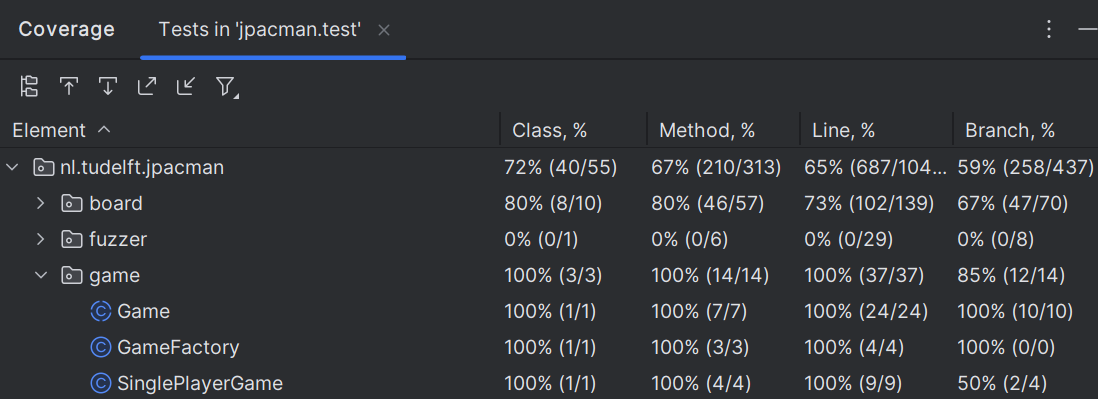 Coverage Tests in 'jpacman.test'
Element Class, % Method, % Line, % Branch, %
nl.tudelft.jpacman 72% (40/55) 67% (210/313) 65% (687/104... 59% (258/437)
board 80% (8/10) 80% (46/57) 73% (102/139) 67% (47/70)
fuzzer 0% (0/1) 0% (0/6) 0% (0/29) 0% (0/8)
game 100% (3/3) 100% (14/14) 100% (37/37) 85% (12/14)
C Game 100% (1/1) 100% (7/7) 100% (24/24) 100% (10/10)
C GameFactory 100% (1/1) 100% (3/3) 100% (4/4) 100% (0/0)
C SinglePlayerGame 100% (1/1) 100% (4/4) 100% (9/9) 50% (2/4)